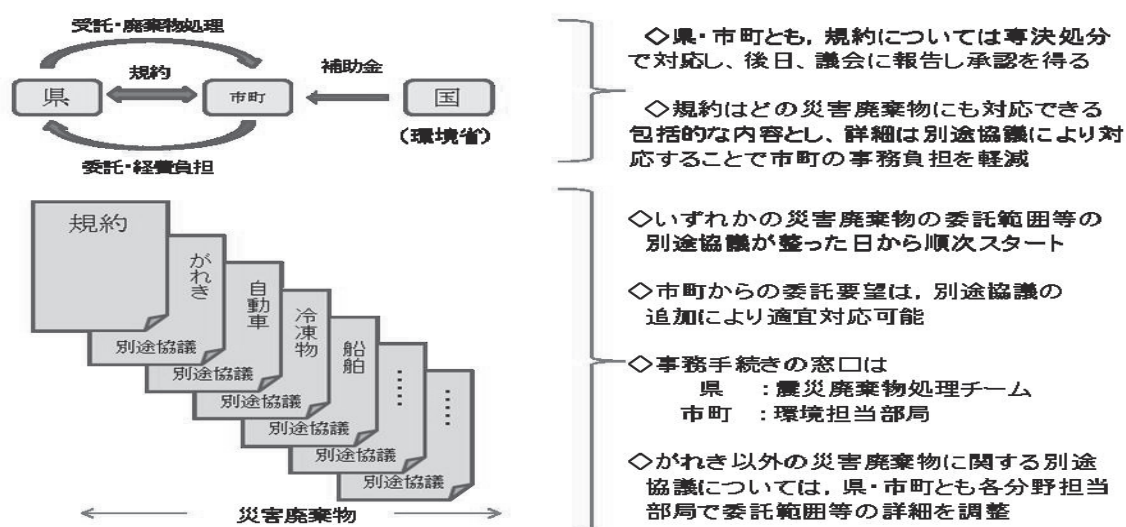 受託・廃棄物処理
県
規約
市町
補助金
国
(環境省)
委託・経費負担
◇県・市町とも，規約については専決処分
で対応し、後日、議会に報告し承認を得る
◇規約はどの災害廃棄物にも対応できる
包括的な内容とし、詳細は別途協議により対
応することで市町の事務負担を軽減
規約
がれき
別途協議
自動車
別途協議
冷凍物
別途協議
船舶
別途協議
‥‥
別途協議
‥‥
別途協議
災害廃棄物
◇いずれかの災害廃棄物の委託範囲等の
別途協議が整った日から順次スタート
◇市町からの委託要望は，別途協議の
追加により適宜対応可能
◇事務手続きの窓口は
県　：震災廃棄物処理チーム
市町　：環境担当部局
◇がれき以外の災害廃棄物に関する別途
協議については，県・市町とも各分野担当
部局で委託範囲等の詳細を調整